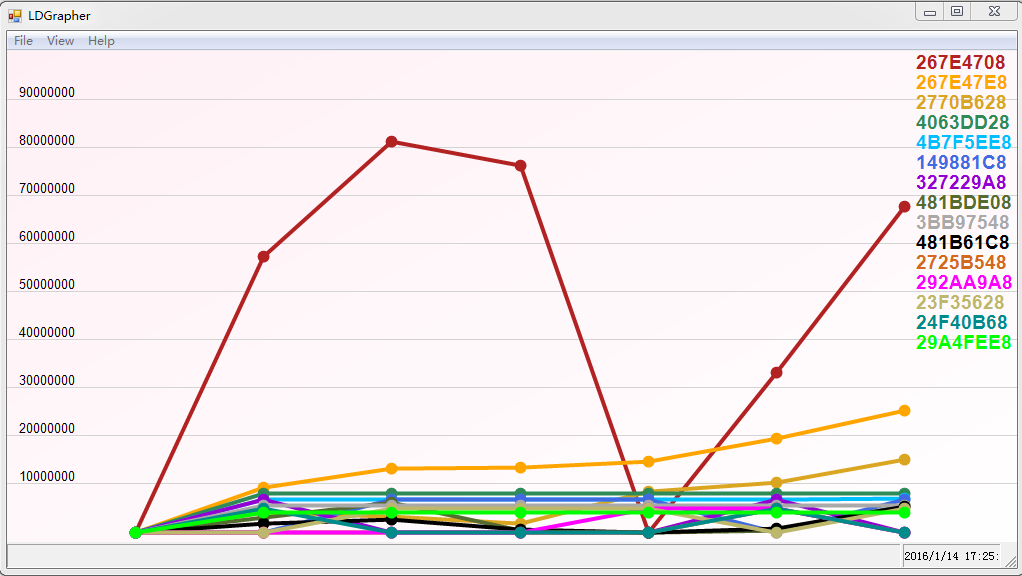 LDGrapher
File View Help
90000000
80000000
70000000
60000000
50000000
40000000
30000000
20000000
10000000
267E4708
267E47E8
2770B628
4063DD28
4B7F5EE8
149881C8
327229A8
481BDE08
3BB97548
481B61C8
2725B548
292AA9A8
23F35628
24F40B68
29A4FEE8
2016/1/14 17:25: